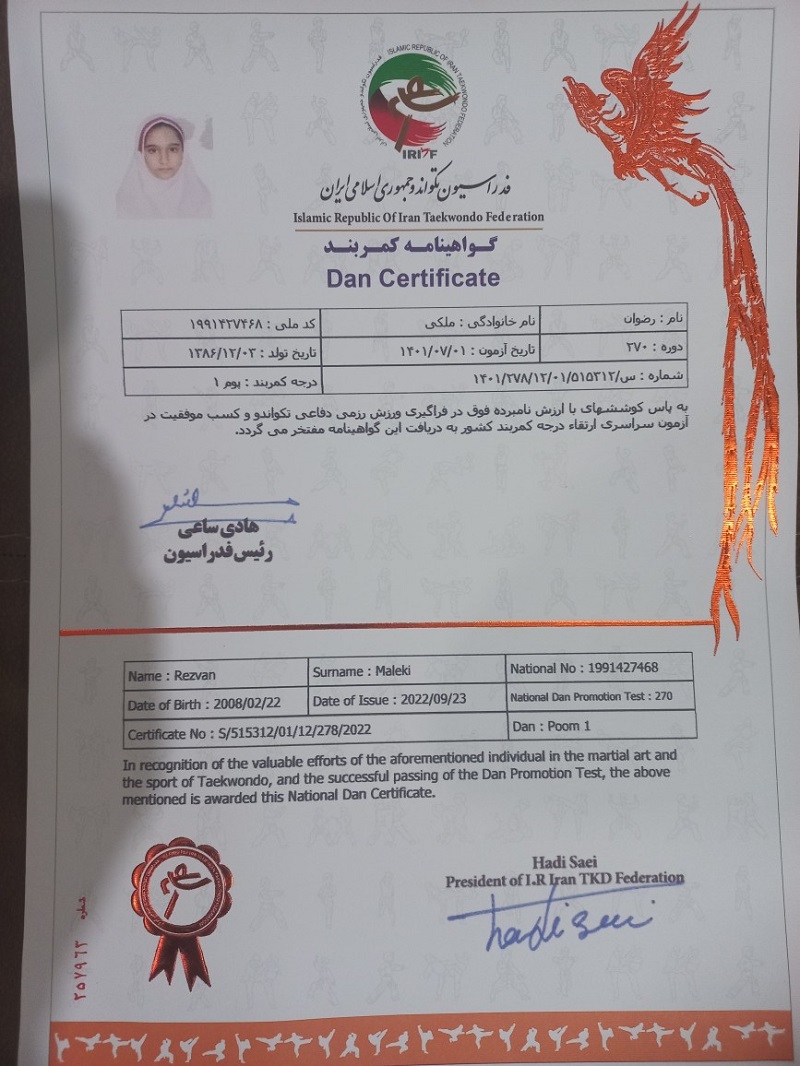 ISLAMIC REPUBLIC OF IRAN TAEKWONDO FEDERATION
IRITF
فدراسیون تکواندو جمهوری اسلامی ایران
Islamic Republic Of Iran Taekwondo Federation
گواهینامه کمربند
Dan Certificate
نام : رضوان نام خانوادگی : ملکی کد ملی : ۱۹۹۱۴۲۷۴۶۸
دوره : ۲۷۰ تاریخ آزمون : ۱۴۰۱/۰۷/۰۱ تاریخ تولد : ۱۳۸۶/۱۲/۰۳
شماره : س/۱۴۰۱/۲۷۸/۱۲/۰۱/۵۱۵۳۱۲ درجه کمربند : پوم ۱
به پاس کوششهای با ارزش نامبرده فوق در فراگیری ورزش رزمی دفاعی تکواندو و کسب موفقیت در
آزمون سراسری ارتقاء درجه کمربند کشور به دریافت این گواهینامه مفتخر می گردد.
هادی ساعی
رئیس فدراسیون
Name : Rezvan Surname : Maleki National No : 1991427468
Date of Birth : 2008/02/22 Date of Issue : 2022/09/23 National Dan Promotion Test : 270
Certificate No : S/515312/01/12/278/2022 Dan : Poom 1
In recognition of the valuable efforts of the aforementioned individual in the martial art and
the sport of Taekwondo, and the successful passing of the Dan Promotion Test, the above
mentioned is awarded this National Dan Certificate.
Hadi Saei
President of I.R Iran TKD Federation
hadi saei
شماره ۲۵۷۹۶۳